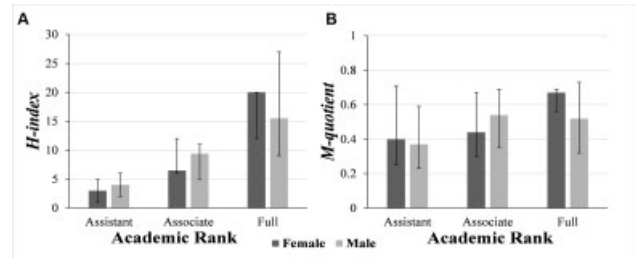 A
30
25
20
15
10
5
0
H-index
Assistant Associate Full
Academic Rank
B
1
0.8
0.6
0.4
0.2
0
M-quotient
Assistant Associate Full
Academic Rank
Female Male